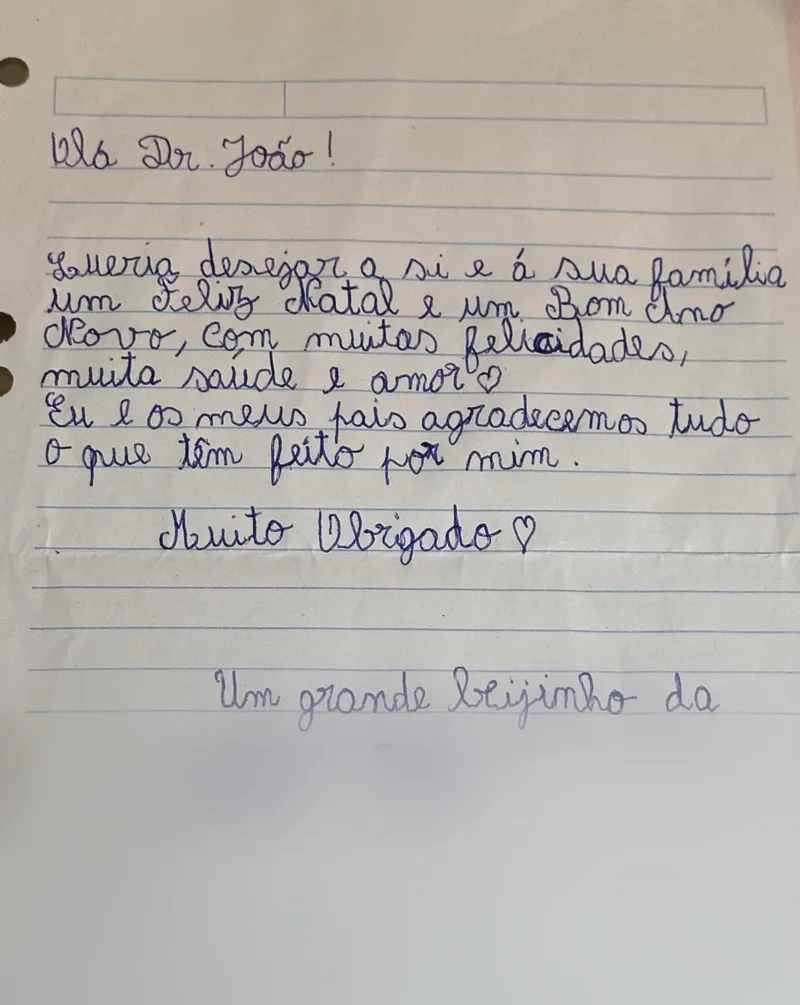 Olá Dr. João!
Queria desejar a si e á sua família
um Feliz Natal e um Bom Ano
Novo, com muitas felicidades,
muita saúde e amor ♡
Eu e os meus pais agradecemos tudo
o que têm feito por mim.
Muito Obrigado ♡
Um grande beijinho da